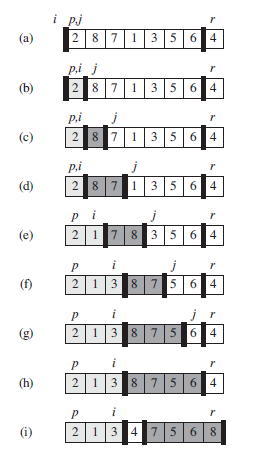 i p,j r
(a) 2 8 7 1 3 5 6 4
p,i j r
(b) 2 8 7 1 3 5 6 4
p,i j r
(c) 2 8 7 1 3 5 6 4
p,i j r
(d) 2 8 7 1 3 5 6 4
p i j r
(e) 2 1 7 8 3 5 6 4
p i j r
(f) 2 1 3 8 7 5 6 4
p i j r
(g) 2 1 3 8 7 5 6 4
p i r
(h) 2 1 3 8 7 5 6 4
p i r
(i) 2 1 3 4 7 5 6 8